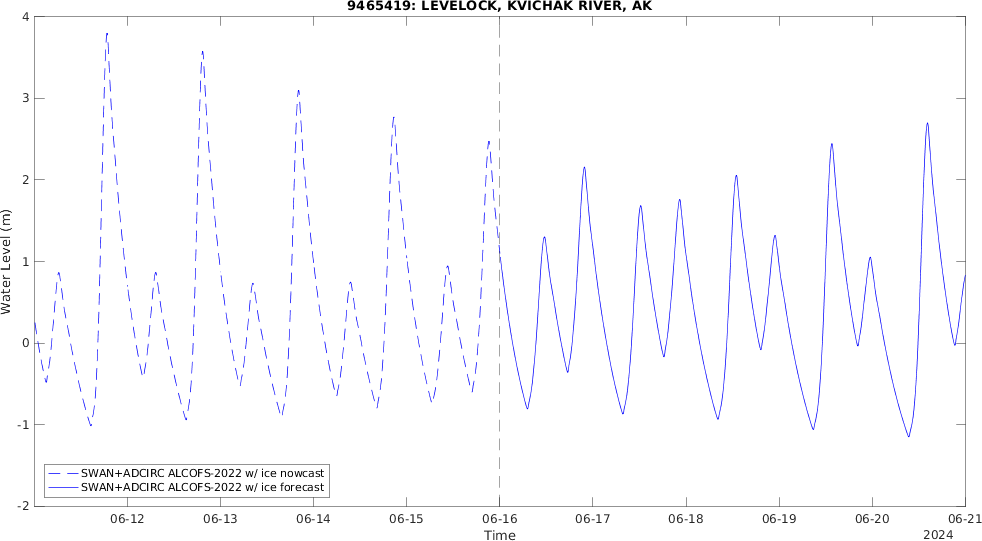 9465419: LEVELOCK, KVICHAK RIVER, AK
4
3
2
1
0
-1
-2
Water Level (m)
SWAN+ADCIRC ALCOFS-2022 w/ ice nowcast
SWAN+ADCIRC ALCOFS-2022 w/ ice forecast
06-12 06-13 06-14 06-15 06-16 06-17 06-18 06-19 06-20 06-21
Time
2024